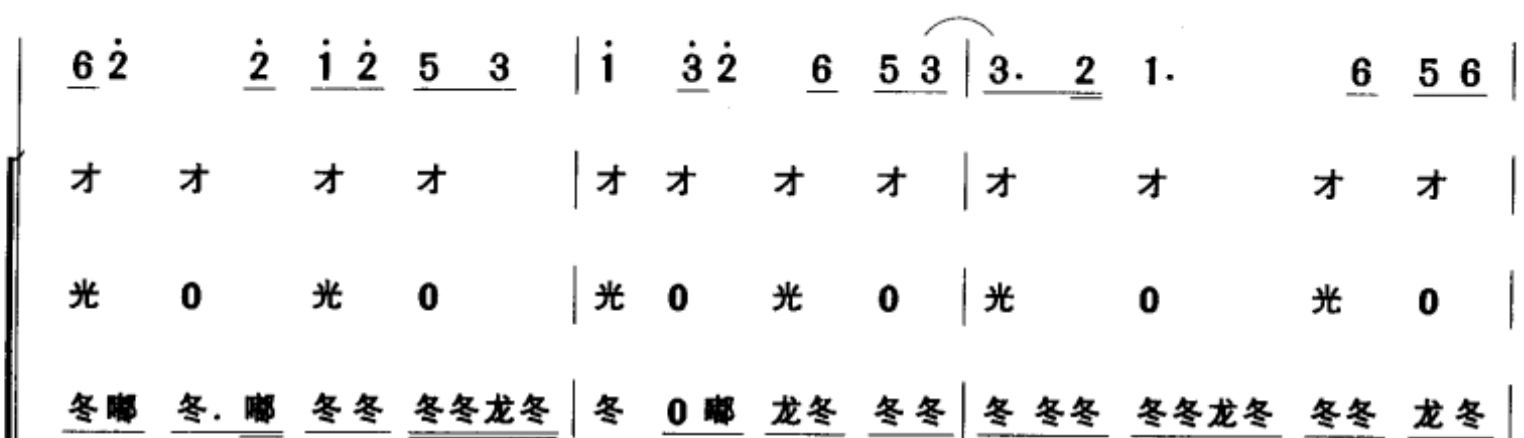 6 2̇ 2̇ 1̇ 2̇ 5 3 | 1̇ 3̇ 2̇ 6 5 3 | 3. 2 1. 6 5 6 |
才 才 才 才 | 才 才 才 才 | 才 才 才 才 |
光 0 光 0 | 光 0 光 0 | 光 0 光 0 |
冬嘟 冬. 嘟 冬冬 冬冬龙冬 | 冬 0嘟 龙冬 冬冬 | 冬 冬冬 冬冬龙冬 冬冬 龙冬 |